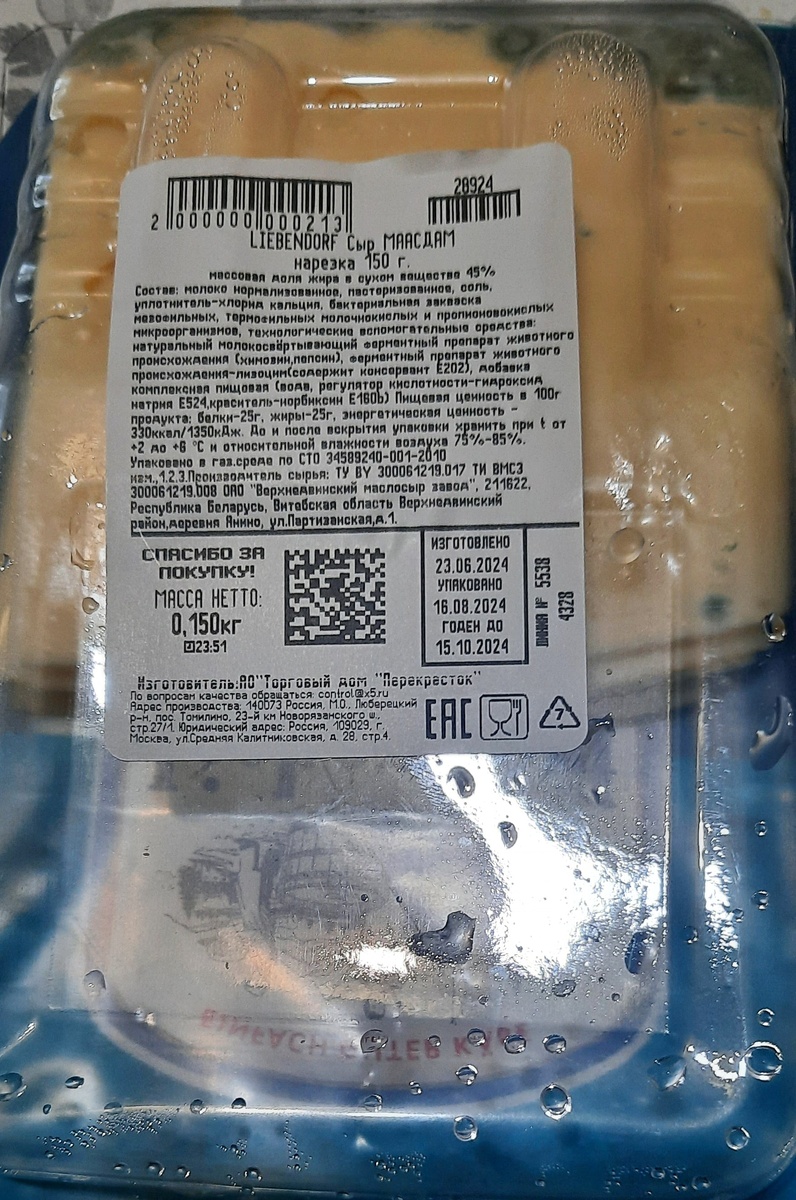 28924
2 000000 000213
LIEBENDORF Сыр МААСДАМ
нарезка 150 г.
массовая доля жира в сухом веществе 45%
Состав: молоко нормализованное, пастеризованное, соль,
уплотнитель-хлорид кальция, бактериальная закваска
мезофильных, термофильных молочнокислых и пропионовокислых
микроорганизмов, технологические вспомогательные средства:
натуральный молокосвёртывающий ферментный препарат животного
происхождения (химозин,пепсин), ферментный препарат животного
происхождения-лизоцим(содержит консервант Е202), добавка
комплексная пищевая (вода, регулятор кислотности-гидроксид
натрия Е524,краситель-норбиксин Е160b) Пищевая ценность в 100г
продукта: белки-25г, жиры-25г, энергетическая ценность -
330ккал/1350кДж. До и после вскрытия упаковки хранить при t от
+2 до +6 °С и относительной влажности воздуха 75%-85%.
Упаковано в газ.среде по СТО 34589240-001-2010
изм.,1.2.3.Производитель сырья: ТУ BY 300061219.017 ТИ ВМСЗ
300061219.008 ОАО "Верхнедвинский маслосыр завод", 211622,
Республика Беларусь, Витебская область Верхнедвинский
район,деревня Янино, ул.Партизанская,д.1.
СПАСИБО ЗА
ПОКУПКУ!
МАССА НЕТТО:
0,150кг
23:51
ИЗГОТОВЛЕНО
23.06.2024
УПАКОВАНО
16.08.2024
ГОДЕН ДО
15.10.2024
ЛИНИЯ № 5538
4328
Изготовитель:АО"Торговый дом "Перекресток"
По вопросам качества обращаться: control@x5.ru
Адрес производства: 140073 Россия, М.О., Люберецкий
р-н, пос. Томилино, 23-й км Новорязанского ш.,
стр.27/1. Юридический адрес: Россия, 109029, г.
Москва, ул.Средняя Калитниковская, д. 28, стр.4.
EAC
7
EINFACH GUTER KÄSE